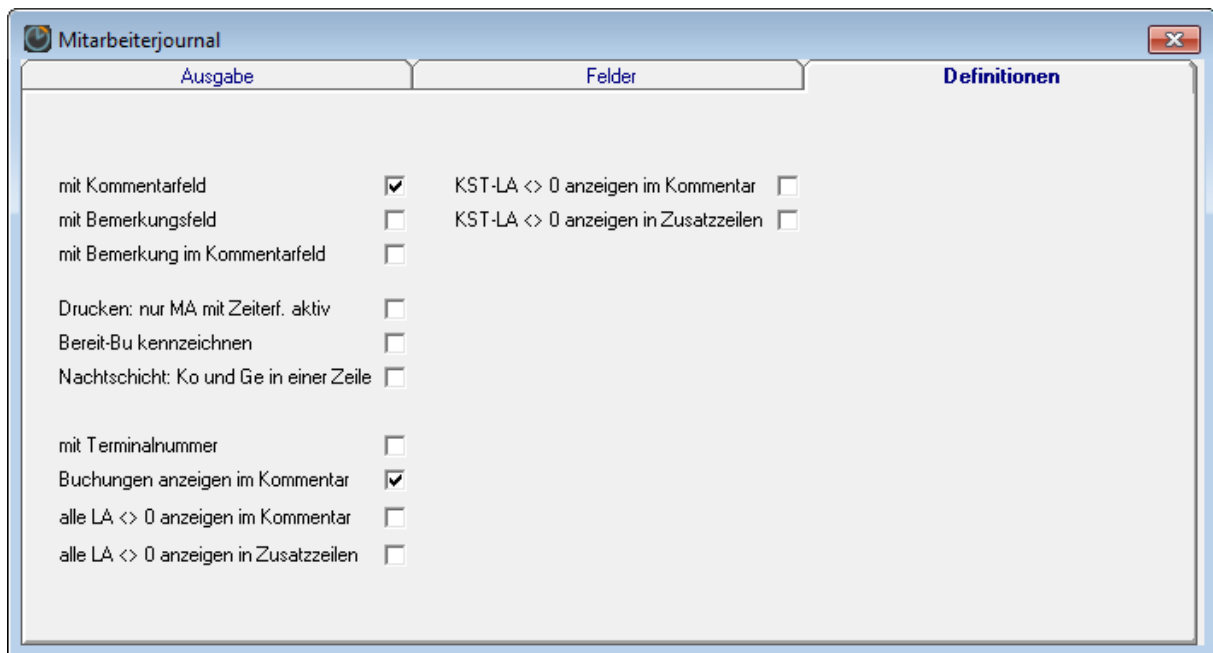 Mitarbeiterjournal
Ausgabe Felder Definitionen
mit Kommentarfeld KST-LA <> 0 anzeigen im Kommentar
mit Bemerkungsfeld KST-LA <> 0 anzeigen in Zusatzzeilen
mit Bemerkung im Kommentarfeld
Drucken: nur MA mit Zeiterf. aktiv
Bereit-Bu kennzeichnen
Nachtschicht: Ko und Ge in einer Zeile
mit Terminalnummer
Buchungen anzeigen im Kommentar
alle LA <> 0 anzeigen im Kommentar
alle LA <> 0 anzeigen in Zusatzzeilen